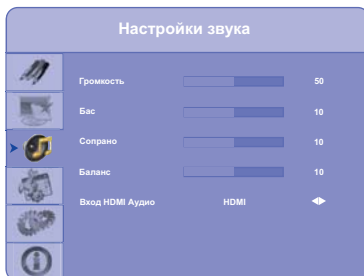 Настройки звука
Громкость 50
Бас 10
Сопрано 10
Баланс 10
Вход HDMI Аудио HDMI